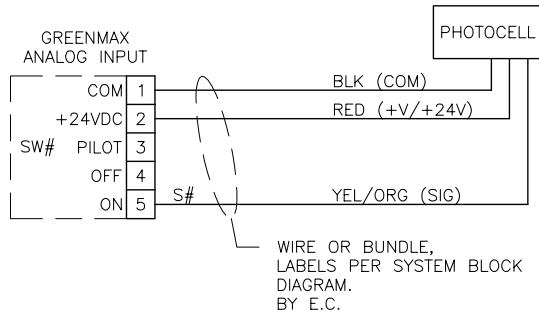 PHOTOCELL
GREENMAX
ANALOG INPUT
COM 1 BLK (COM)
+24VDC 2 RED (+V/+24V)
SW# PILOT 3
OFF 4
ON 5 S# YEL/ORG (SIG)
WIRE OR BUNDLE,
LABELS PER SYSTEM BLOCK
DIAGRAM.
BY E.C.